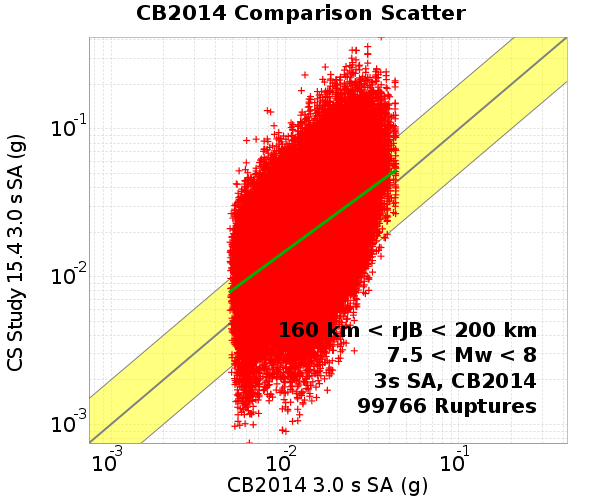 CB2014 Comparison Scatter
CS Study 15.4 3.0 s SA (g)
10-1
10-2
10-3
160 km < rJB < 200 km
7.5 < Mw < 8
3s SA, CB2014
99766 Ruptures
10-3 10-2 10-1
CB2014 3.0 s SA (g)